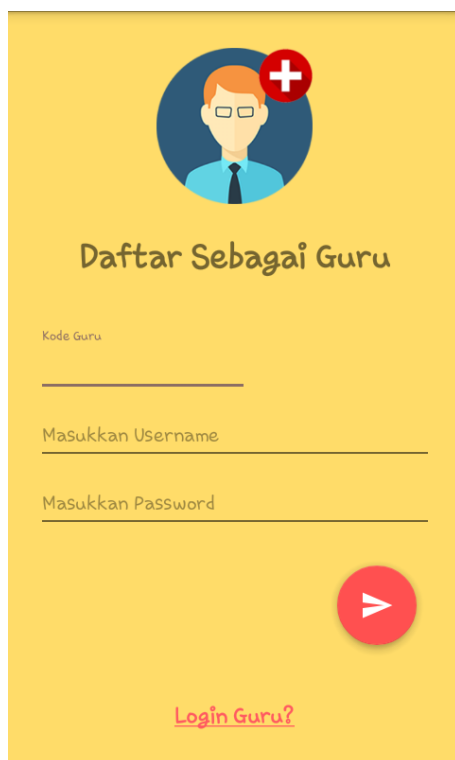 Daftar Sebagai Guru
Kode Guru
Masukkan Username
Masukkan Password
Login Guru?